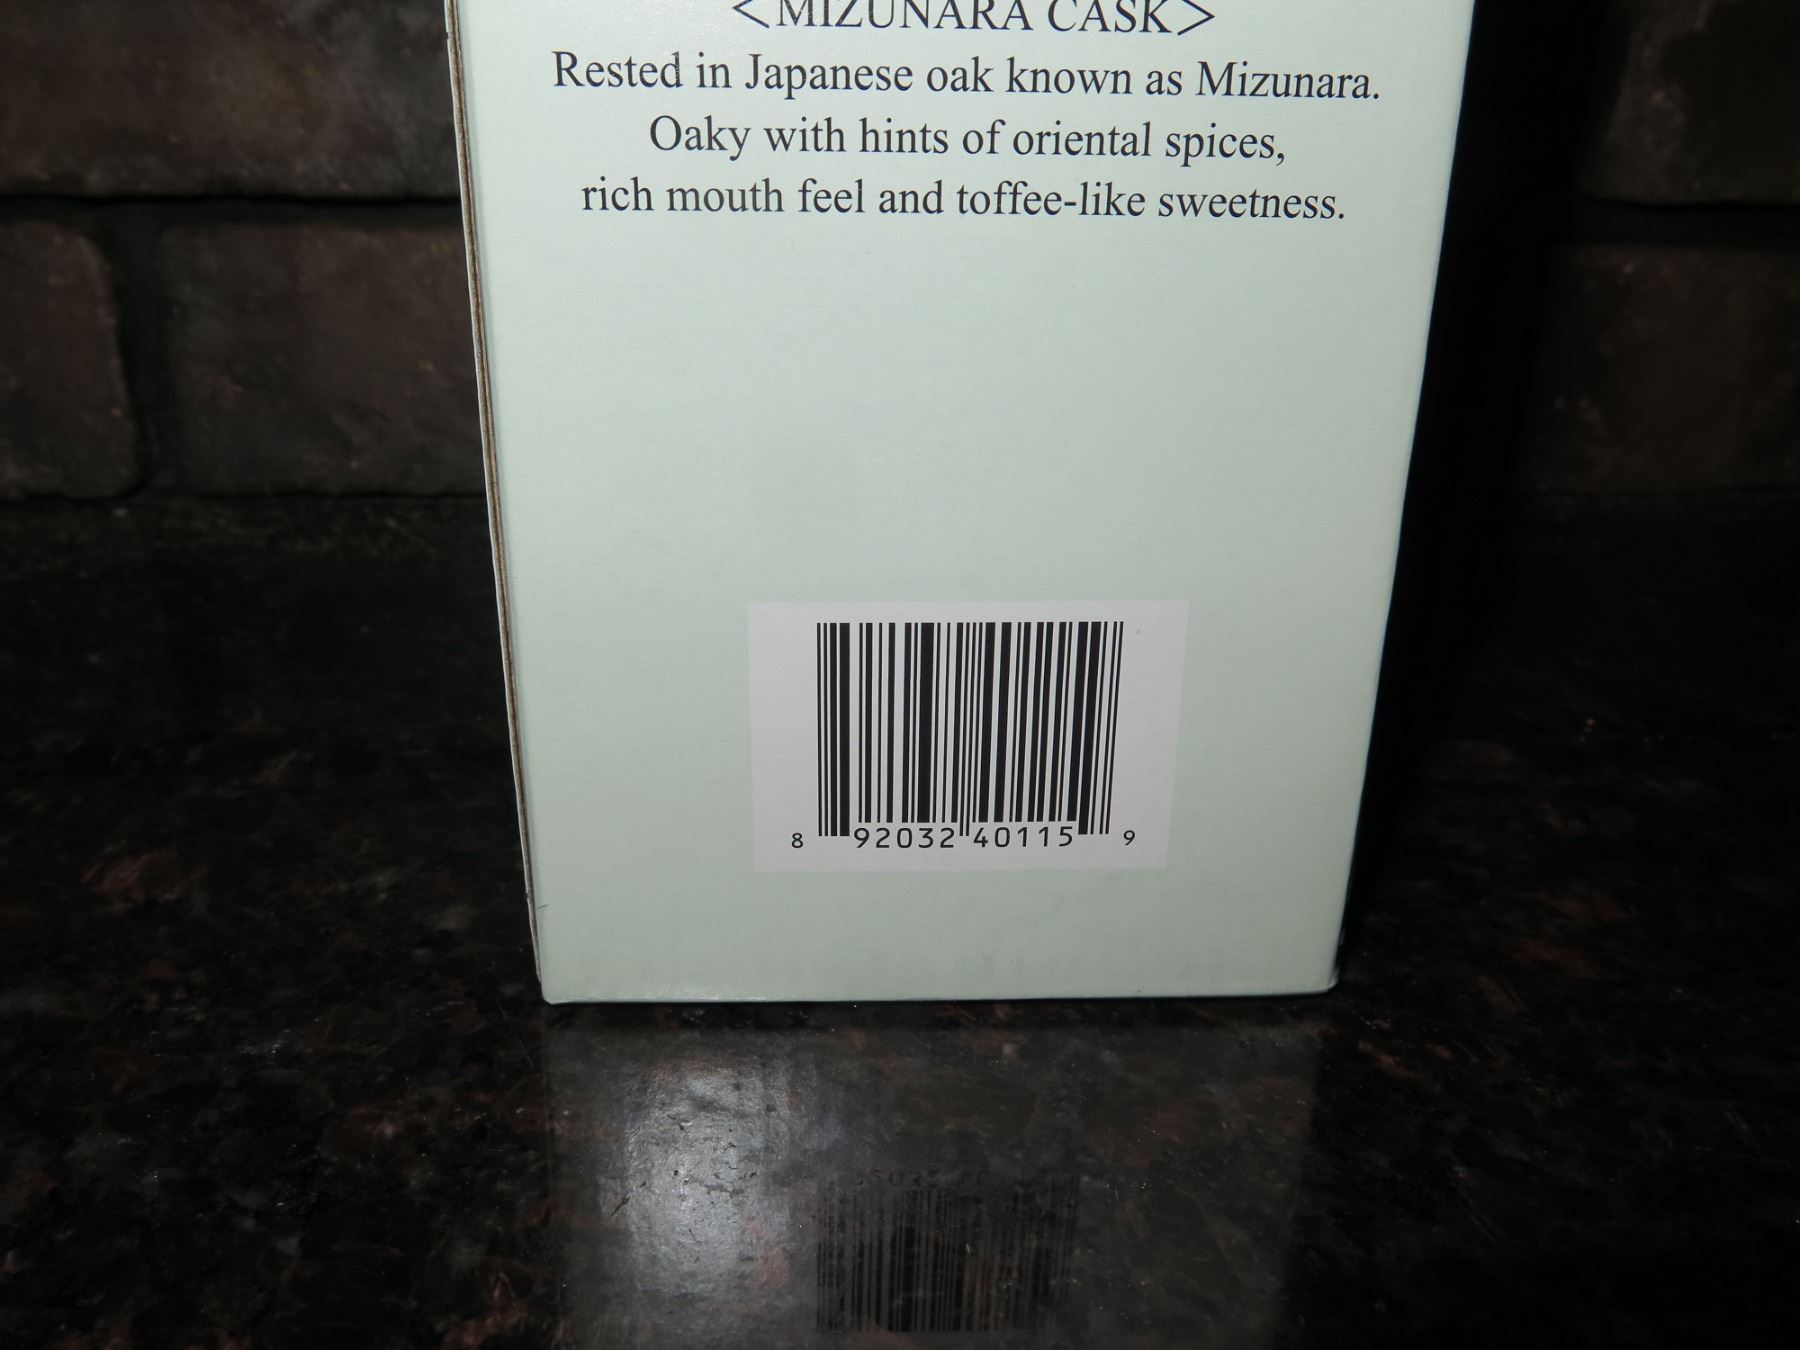 <MIZUNARA CASK>
Rested in Japanese oak known as Mizunara.
Oaky with hints of oriental spices,
rich mouth feel and toffee-like sweetness.
8 92032 40115 9